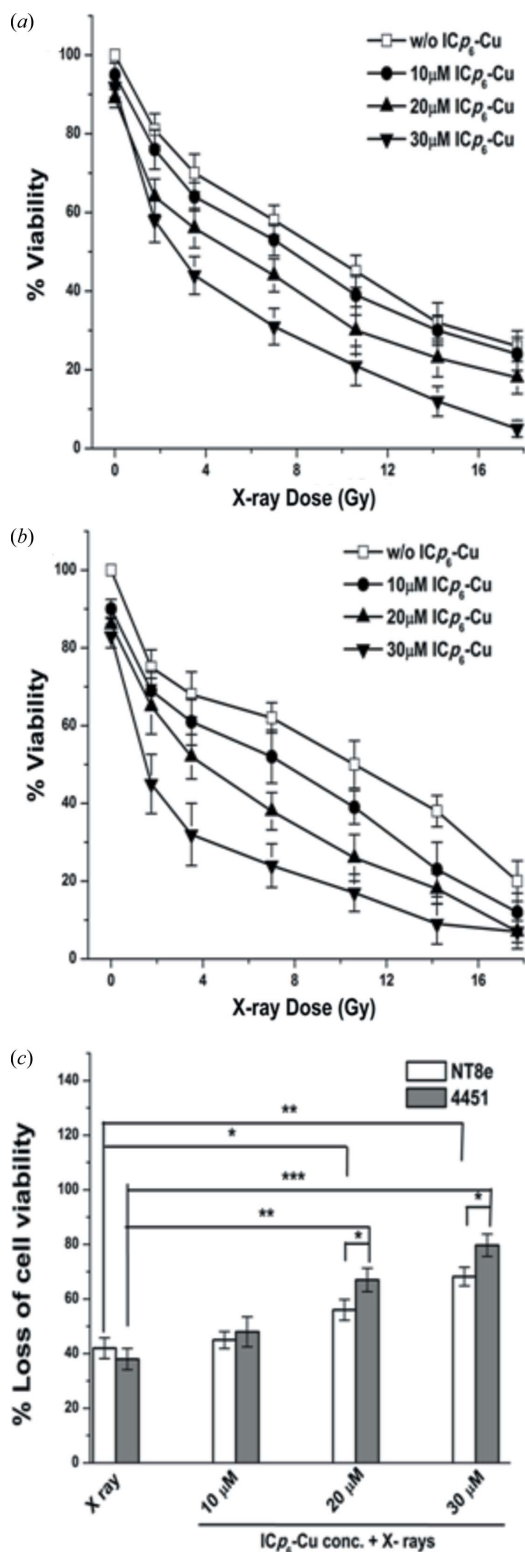 (a)
100
80
60
40
20
0
% Viability
w/o ICp6-Cu
10µM ICp6-Cu
20µM ICp6-Cu
30µM ICp6-Cu
0 4 8 12 16
X-ray Dose (Gy)
(b)
100
80
60
40
20
0
% Viability
w/o ICp6-Cu
10µM ICp6-Cu
20µM ICp6-Cu
30µM ICp6-Cu
0 4 8 12 16
X-ray Dose (Gy)
(c)
140
120
100
80
60
40
20
0
% Loss of cell viability
NT8e
4451
**
*
***
**
*
*
X ray 10 µM 20 µM 30 µM
ICp6-Cu conc. + X- rays